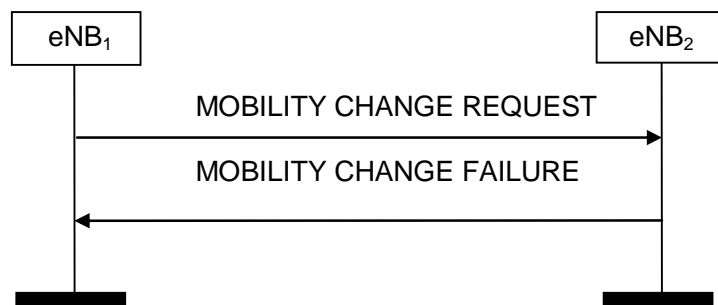 eNB₁
eNB₂
MOBILITY CHANGE REQUEST
MOBILITY CHANGE FAILURE